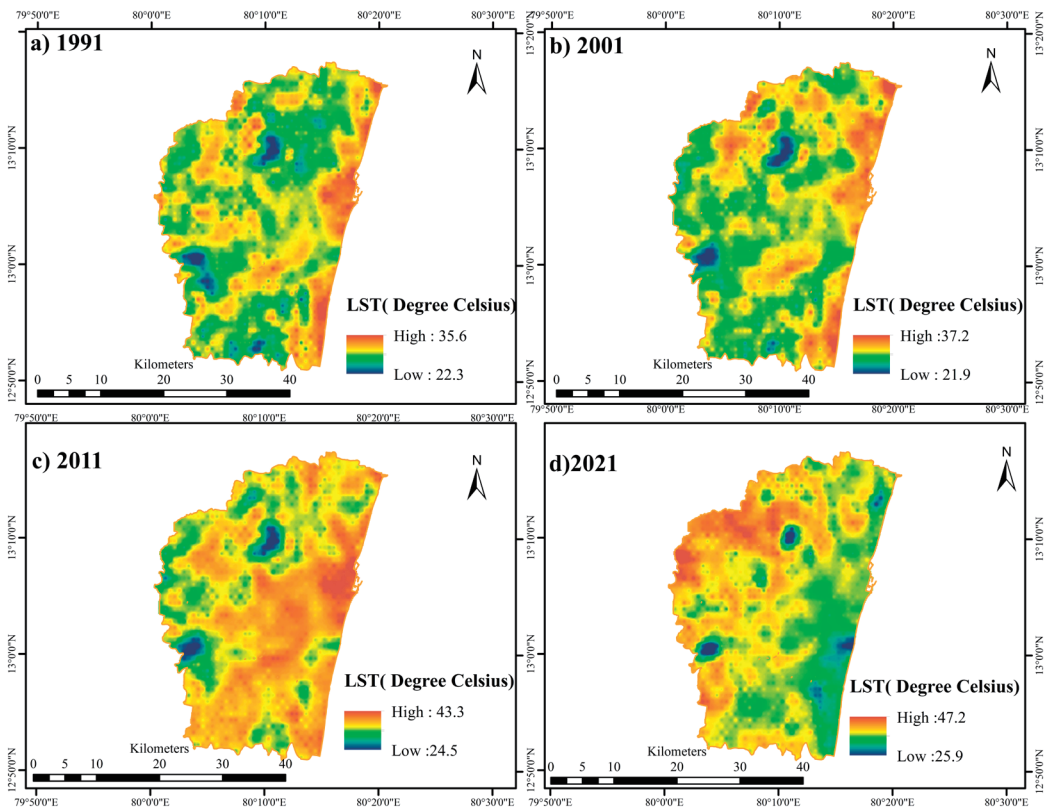 79°50'0"E 80°0'0"E 80°10'0"E 80°20'0"E
79°50'0"E 80°0'0"E 80°10'0"E 80°20'0"E 80°30'0"E
a) 1991
N
13°20'0"N
13°10'0"N
13°0'0"N
12°50'0"N
LST( Degree Celsius)
High : 35.6
Low : 22.3
Kilometers
0 5 10 20 30 40
b) 2001
N
13°20'0"N
13°10'0"N
13°0'0"N
12°50'0"N
LST( Degree Celsius)
High :37.2
Low : 21.9
Kilometers
0 5 10 20 30 40
79°50'0"E 80°0'0"E 80°10'0"E 80°20'0"E 80°30'0"E
79°50'0"E 80°0'0"E 80°10'0"E 80°20'0"E 80°30'0"E
c) 2011
N
13°10'0"N
13°0'0"N
12°50'0"N
LST( Degree Celsius)
High : 43.3
Low : 24.5
Kilometers
0 5 10 20 30 40
d)2021
N
13°10'0"N
13°0'0"N
12°50'0"N
LST( Degree Celsius)
High :47.2
Low :25.9
Kilometers
0 5 10 20 30 40
79°50'0"E 80°0'0"E 80°10'0"E 80°20'0"E
79°50'0"E 80°0'0"E 80°10'0"E 80°20'0"E 80°30'0"E